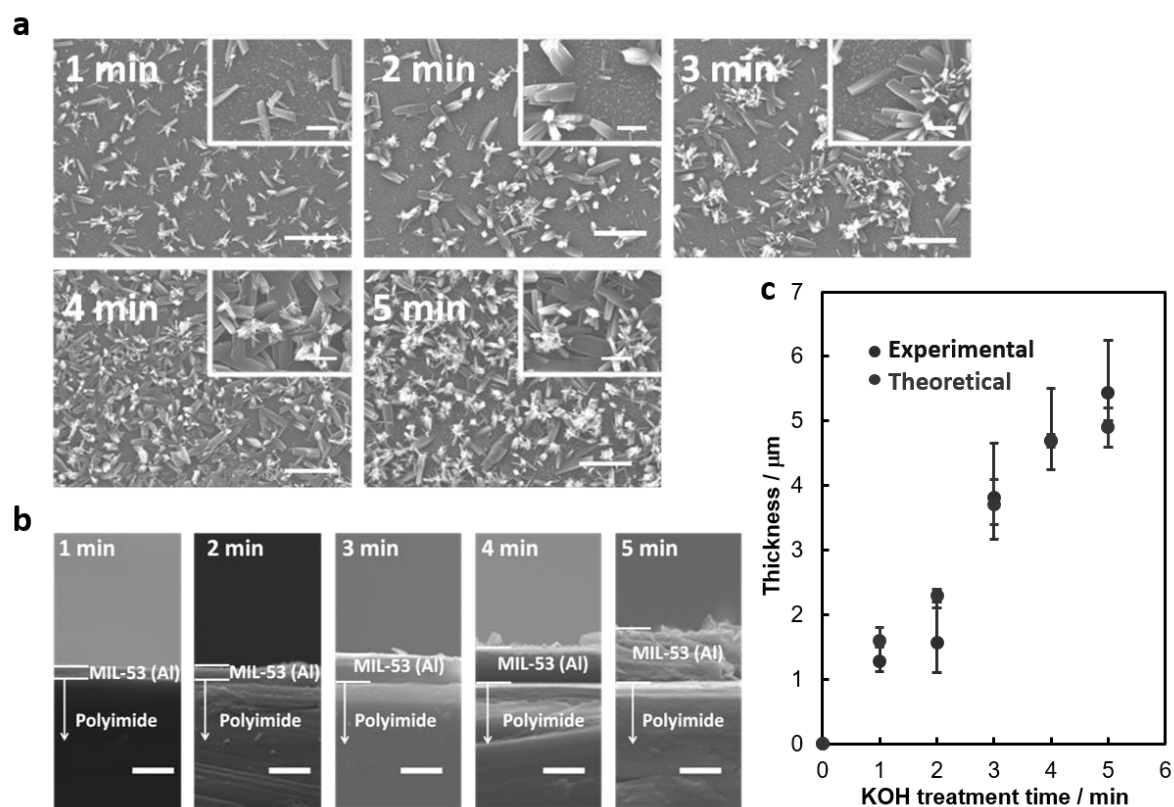 a
1 min
2 min
3 min
4 min
5 min
b
1 min
2 min
3 min
4 min
5 min
MIL-53 (Al)
MIL-53 (Al)
MIL-53 (Al)
MIL-53 (Al)
MIL-53 (Al)
Polyimide
Polyimide
Polyimide
Polyimide
Polyimide
c
7
6
5
4
3
2
1
0
Thickness / μm
Experimental
Theoretical
0 1 2 3 4 5 6
KOH treatment time / min